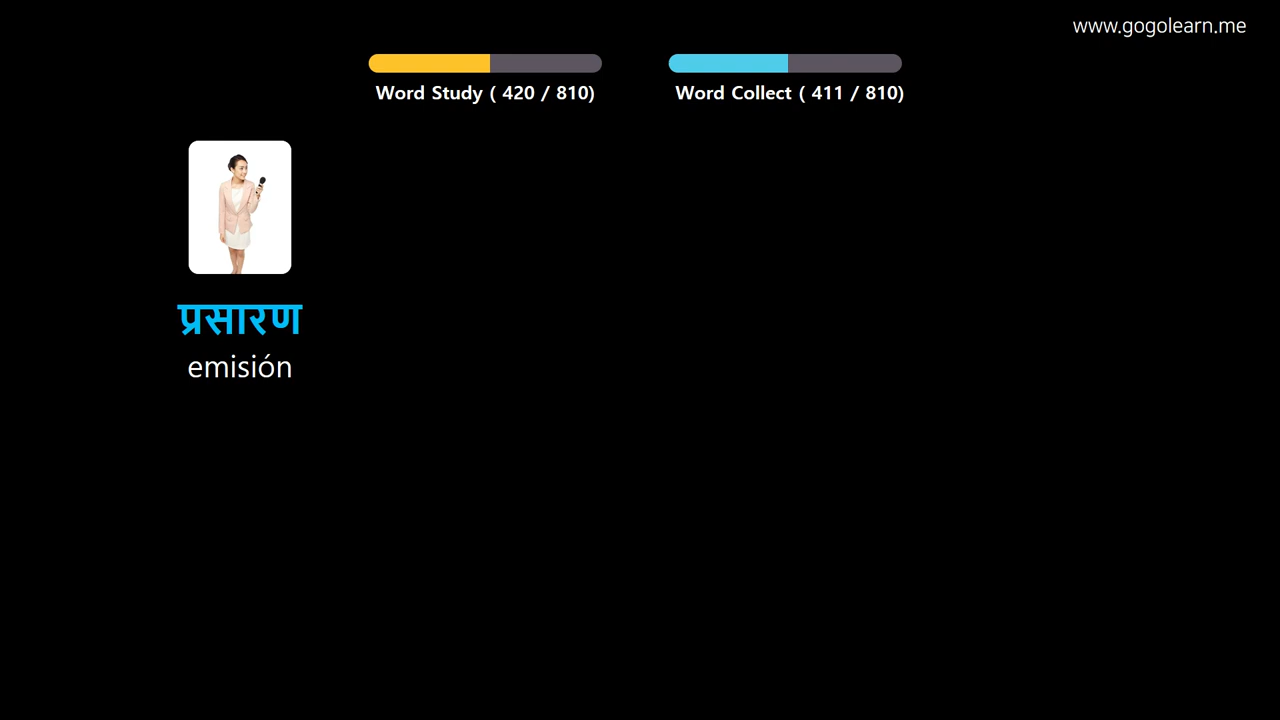 www.gogolearn.me
Word Study ( 420 / 810)
Word Collect ( 411 / 810)
प्रसारण
emisión